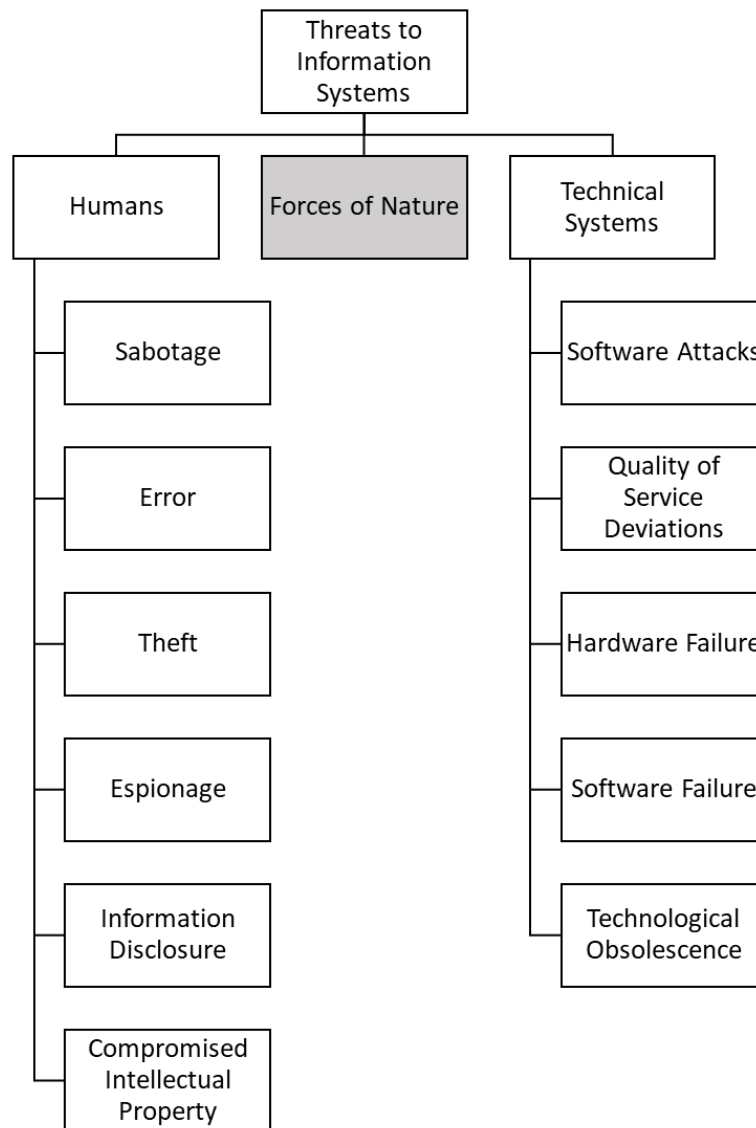 Threats to
Information
Systems
Humans
Forces of Nature
Technical
Systems
Sabotage
Error
Theft
Espionage
Information
Disclosure
Compromised
Intellectual
Property
Software Attacks
Quality of
Service
Deviations
Hardware Failure
Software Failure
Technological
Obsolescence